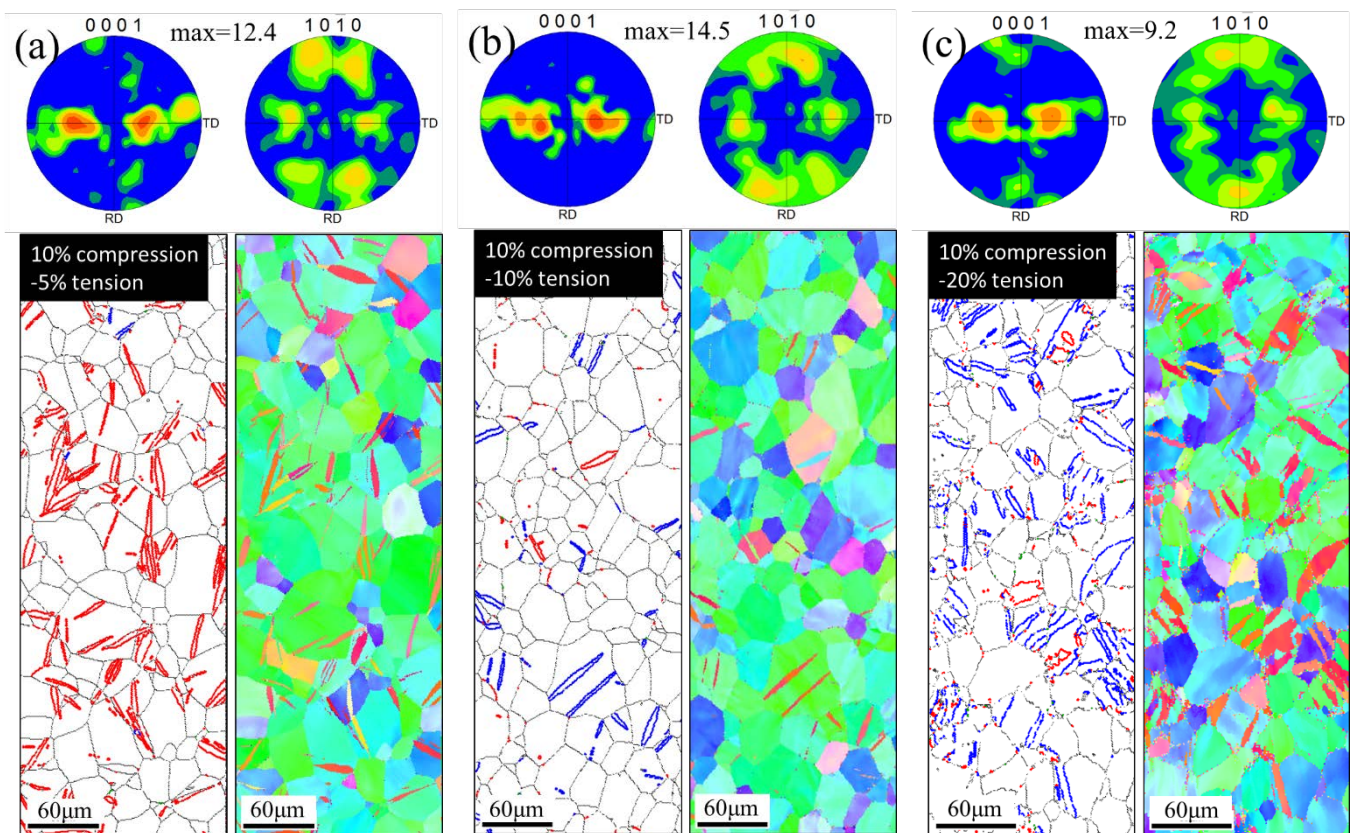 (a)
0 0 0 1
max=12.4
1 0 1̅ 0
TD
TD
RD
RD
10% compression
-5% tension
60μm
60μm
(b)
0 0 0 1
max=14.5
1 0 1̅ 0
TD
TD
RD
RD
10% compression
-10% tension
60μm
60μm
(c)
0 0 0 1
max=9.2
1 0 1̅ 0
TD
TD
RD
RD
10% compression
-20% tension
60μm
60μm